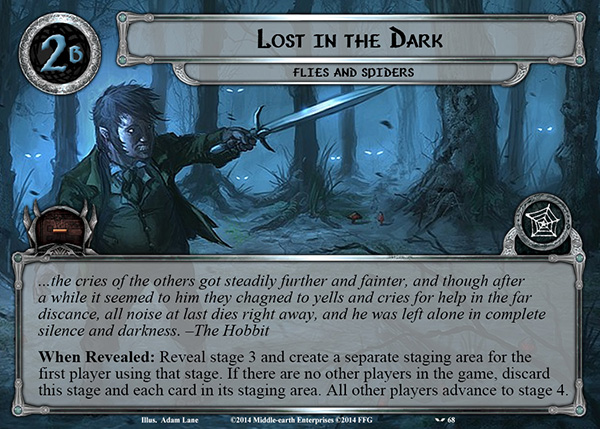 2B
LOST IN THE DARK
FLIES AND SPIDERS
...the cries of the others got steadily further and fainter, and though after
a while it seemed to him they chagned to yells and cries for help in the far
discance, all noise at last dies right away, and he was left alone in complete
silence and darkness. –The Hobbit
When Revealed: Reveal stage 3 and create a separate staging area for the
first player using that stage. If there are no other players in the game, discard
this stage and each card in its staging area. All other players advance to stage 4.
Illus. Adam Lane ©2014 Middle-earth Enterprises ©2014 FFG 68